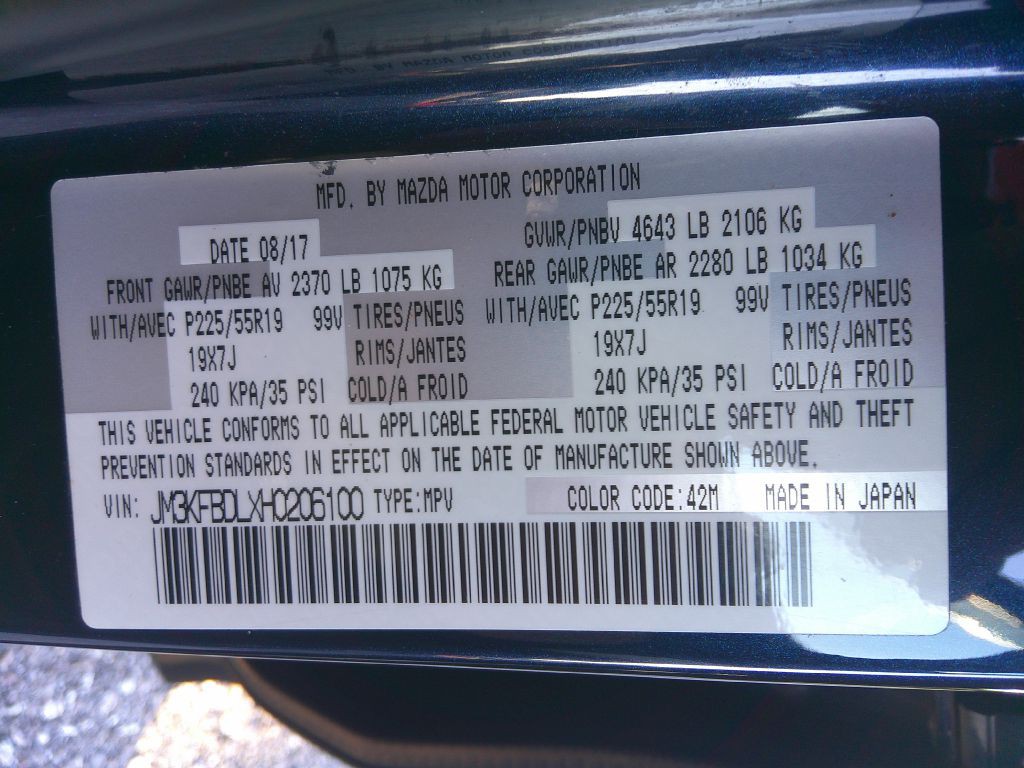 MFD. BY MAZDA MOTOR CORPORATION
DATE 08/17
GVWR/PNBV 4643 LB 2106 KG
FRONT GAWR/PNBE AV 2370 LB 1075 KG
REAR GAWR/PNBE AR 2280 LB 1034 KG
WITH/AVEC P225/55R19 99V TIRES/PNEUS
WITH/AVEC P225/55R19 99V TIRES/PNEUS
19X7J RIMS/JANTES
19X7J RIMS/JANTES
240 KPA/35 PSI COLD/A FROID
240 KPA/35 PSI COLD/A FROID
THIS VEHICLE CONFORMS TO ALL APPLICABLE FEDERAL MOTOR VEHICLE SAFETY AND THEFT
PREVENTION STANDARDS IN EFFECT ON THE DATE OF MANUFACTURE SHOWN ABOVE.
VIN: JM3KFBDLXH0206100 TYPE:MPV COLOR CODE:42M MADE IN JAPAN